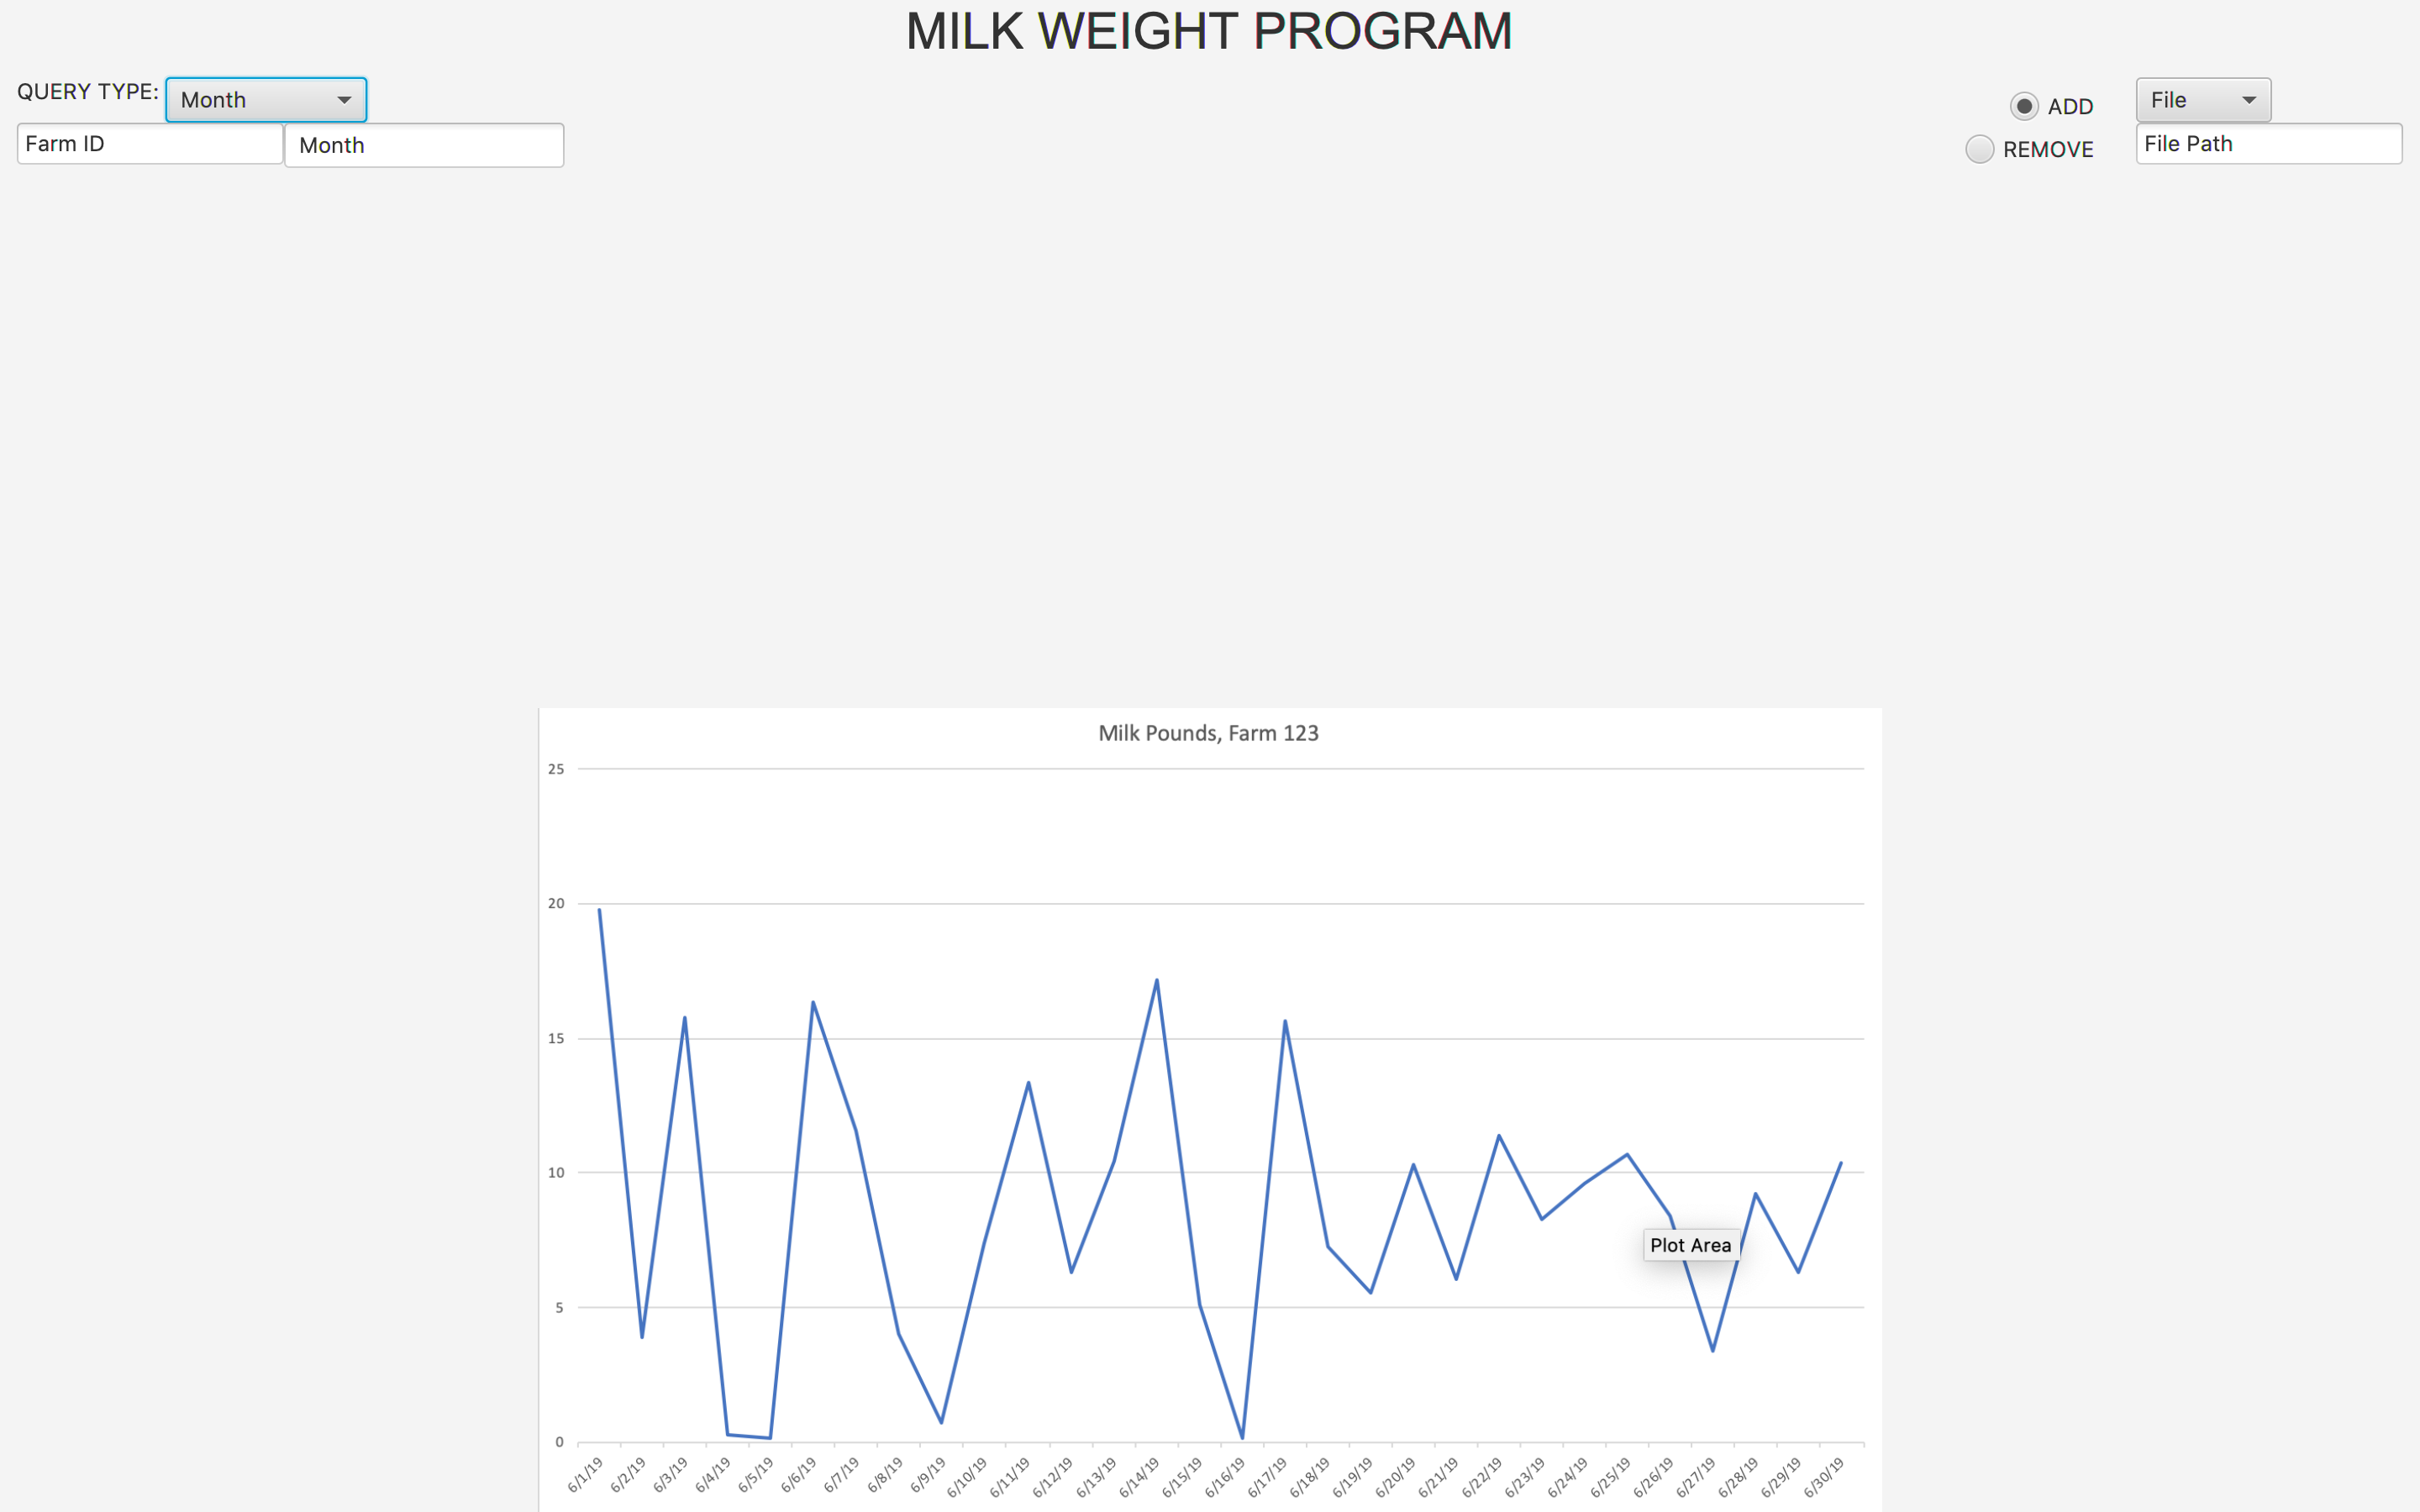 MILK WEIGHT PROGRAM
QUERY TYPE: Month
Farm ID Month
ADD File
REMOVE File Path
Milk Pounds, Farm 123
25
20
15
10
5
0
Plot Area
6/1/19 6/2/19 6/3/19 6/4/19 6/5/19 6/6/19 6/7/19 6/8/19 6/9/19 6/10/19 6/11/19 6/12/19 6/13/19 6/14/19 6/15/19 6/16/19 6/17/19 6/18/19 6/19/19 6/20/19 6/21/19 6/22/19 6/23/19 6/24/19 6/25/19 6/26/19 6/27/19 6/28/19 6/29/19 6/30/19